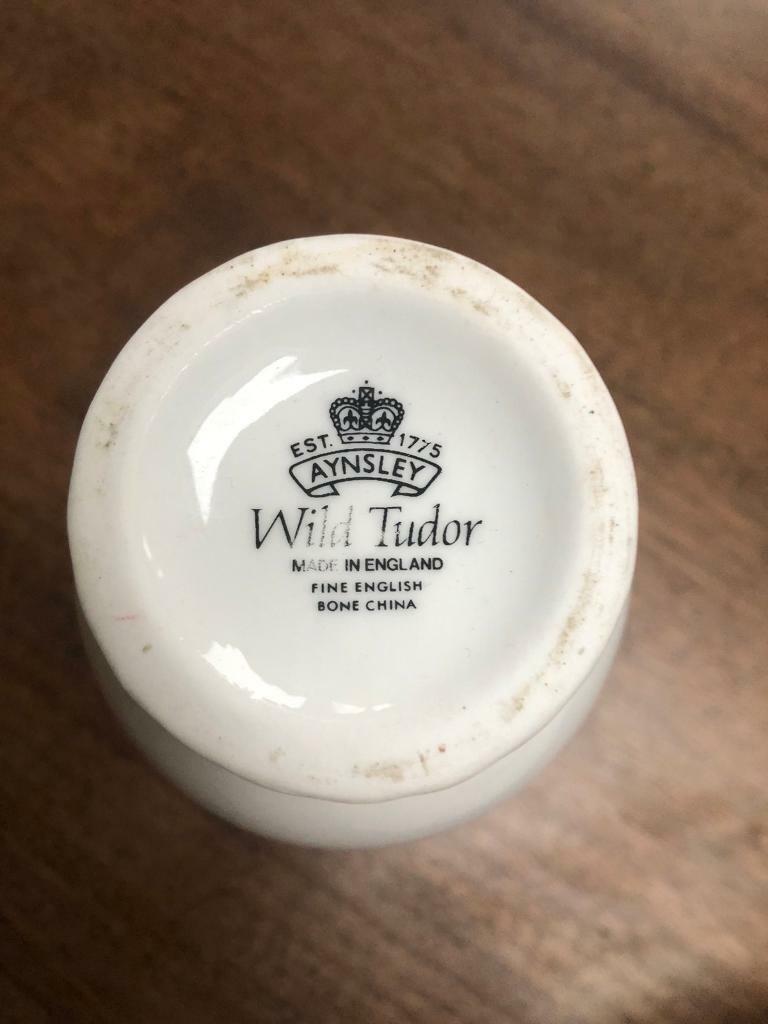 EST. 1775
AYNSLEY
Wild Tudor
MADE IN ENGLAND
FINE ENGLISH
BONE CHINA